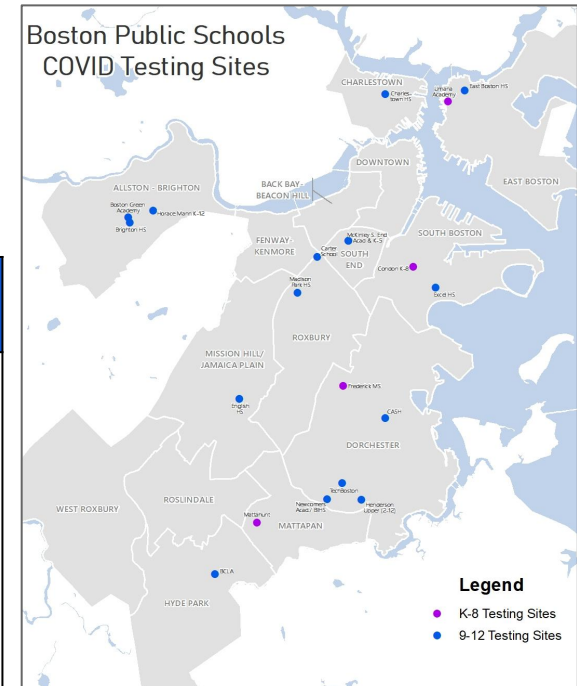 Boston Public Schools
COVID Testing Sites
CHARLESTOWN
Charles-
town HS
Umana
Academy
East Boston HS
DOWNTOWN
EAST BOSTON
ALLSTON - BRIGHTON
BACK BAY-
BEACON HILL
Boston Green
Academy
Horace Mann K-12
Brighton HS
FENWAY-
KENMORE
McKinley S. End
Acad & K-5
Carter
School
SOUTH
END
SOUTH BOSTON
Condon K-8
Madison
Park HS
Excel HS
ROXBURY
MISSION HILL/
JAMAICA PLAIN
Frederick MS
English
HS
CASH
DORCHESTER
TechBoston
Newcomers
Acad./ BIHS
Henderson
Upper (2-12)
ROSLINDALE
WEST ROXBURY
Mattahunt
MATTAPAN
BCLA
HYDE PARK
Legend
K-8 Testing Sites
9-12 Testing Sites